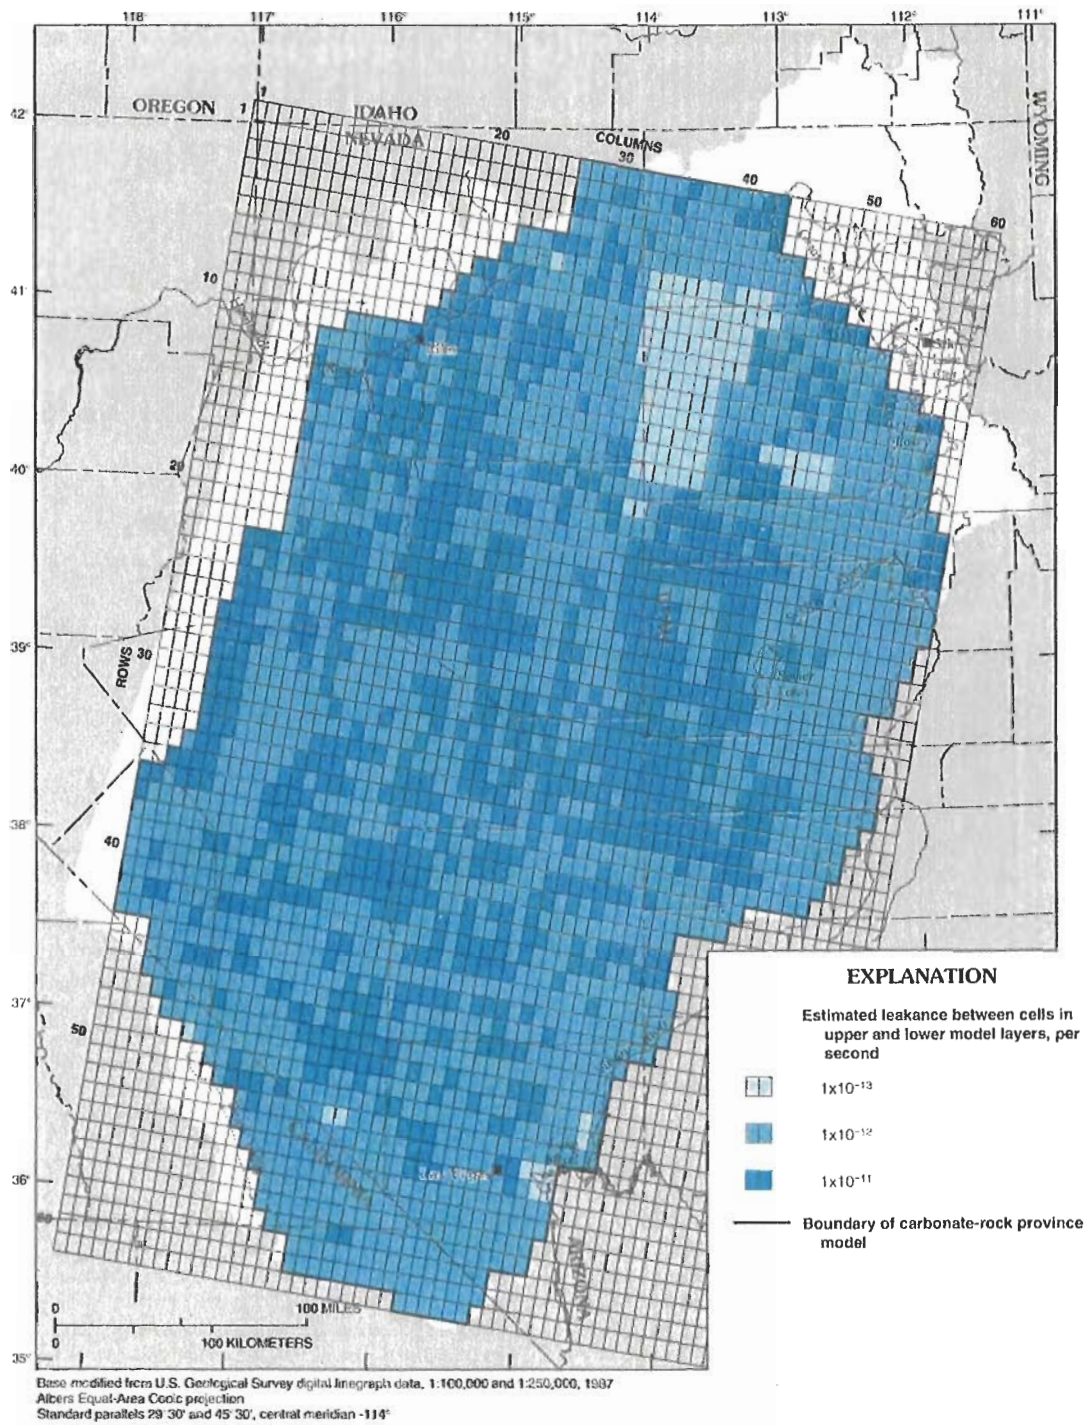 118° 117° 116° 115° 114° 113° 112° 111°
42°
OREGON
IDAHO
NEVADA
WYOMING
1
1
20
COLUMNS
30
40
50
60
41°
10
Elko
40°
20
39°
ROWS
30
38°
40
37°
50
36°
Las Vegas
ARIZONA
60
35°
EXPLANATION
Estimated leakance between cells in
upper and lower model layers, per
second
1x10⁻¹³
1x10⁻¹²
1x10⁻¹¹
Boundary of carbonate-rock province
model
0 100 MILES
0 100 KILOMETERS
Base modified from U.S. Geological Survey digital linegraph data, 1:100,000 and 1:250,000, 1987
Albers Equal-Area Conic projection
Standard parallels 29°30' and 45°30', central meridian -114°